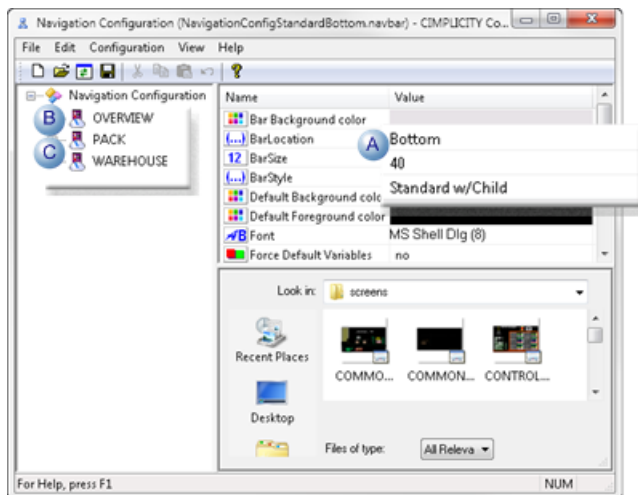 Navigation Configuration (NavigationConfigStandardBottom.navbar) - CIMPLICITY Co...
File Edit Configuration View Help
Navigation Configuration
B OVERVIEW
PACK
C WAREHOUSE
Name Value
Bar Background color
{...} BarLocation A Bottom
12 BarSize 40
{...} BarStyle Standard w/Child
Default Background colo
Default Foreground color
AB Font MS Shell Dlg (8)
Force Default Variables no
Look in: screens
Recent Places
Desktop
COMMO... COMMON... CONTROL...
Files of type: All Releva
For Help, press F1 NUM